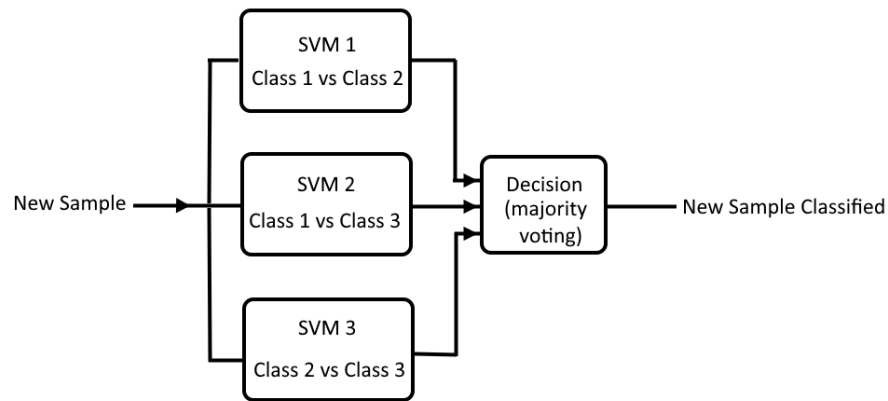 SVM 1
Class 1 vs Class 2
New Sample
SVM 2
Class 1 vs Class 3
Decision
(majority
voting)
New Sample Classified
SVM 3
Class 2 vs Class 3